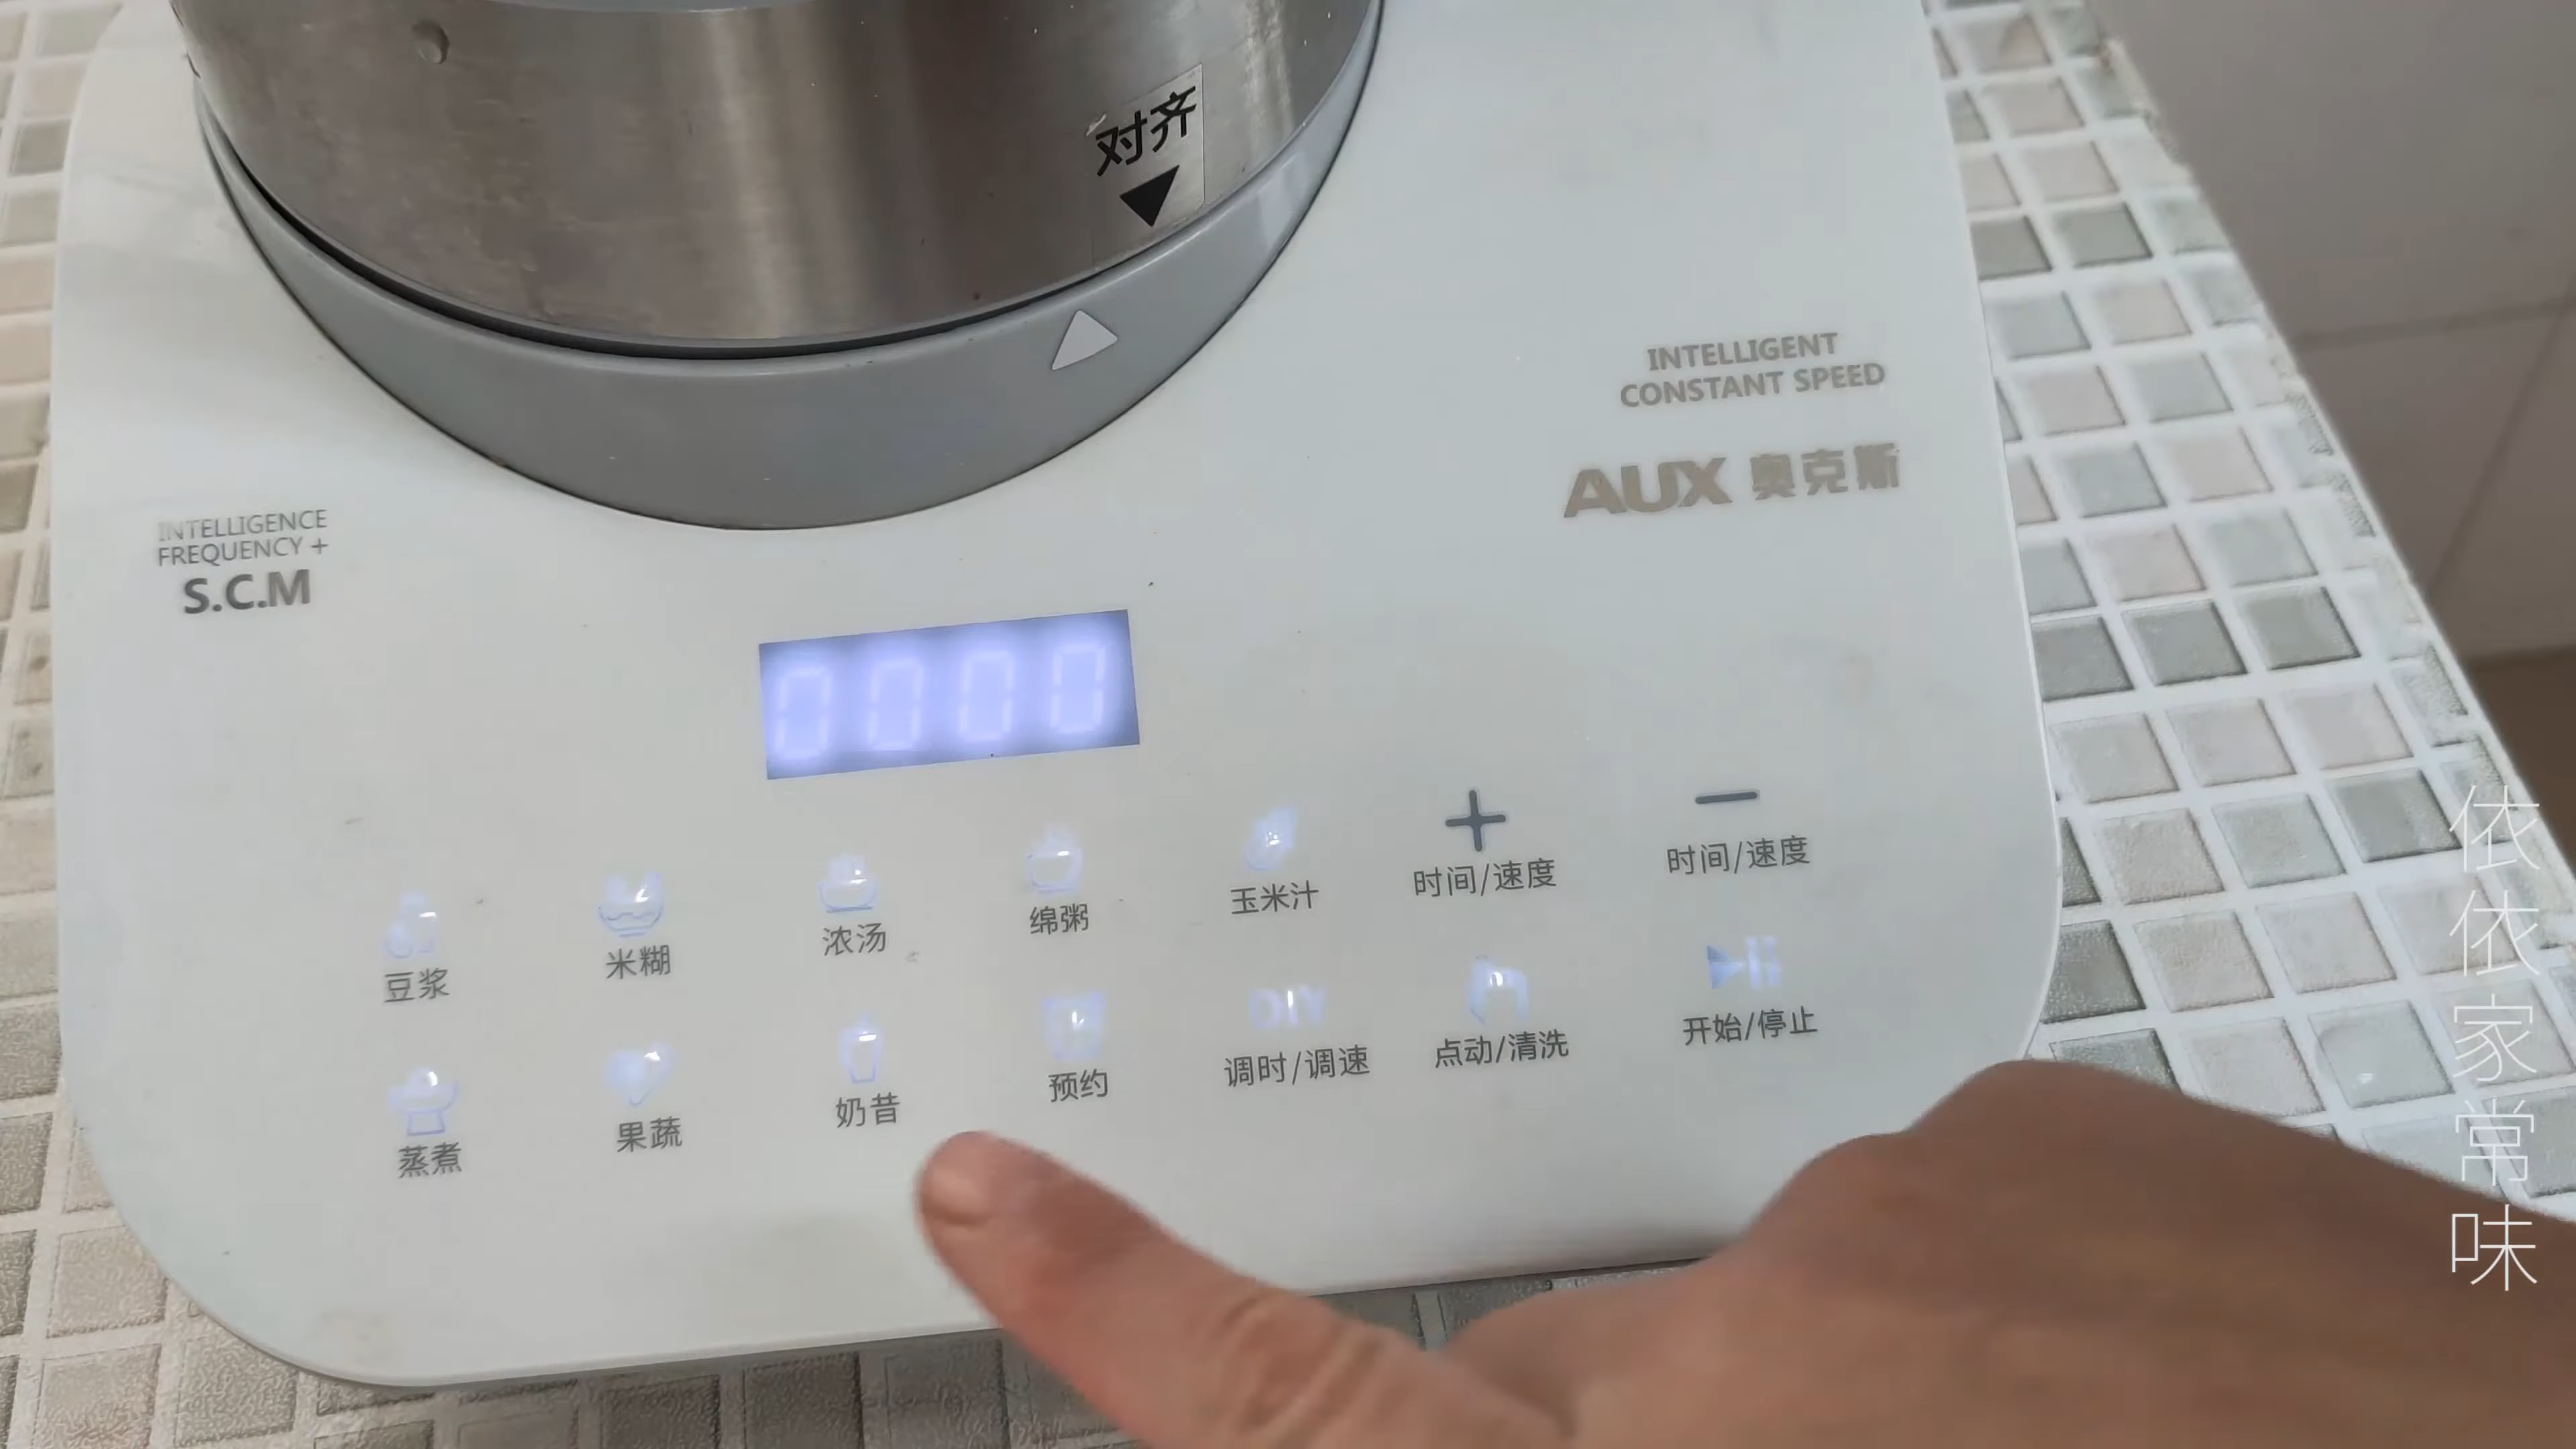 对齐
INTELLIGENT
CONSTANT SPEED
AUX 奥克斯
INTELLIGENCE
FREQUENCY +
S.C.M
0000
豆浆
米糊
浓汤
绵粥
玉米汁
时间/速度
时间/速度
蒸煮
果蔬
奶昔
预约
DIY
调时/调速
点动/清洗
开始/停止
依依家常味